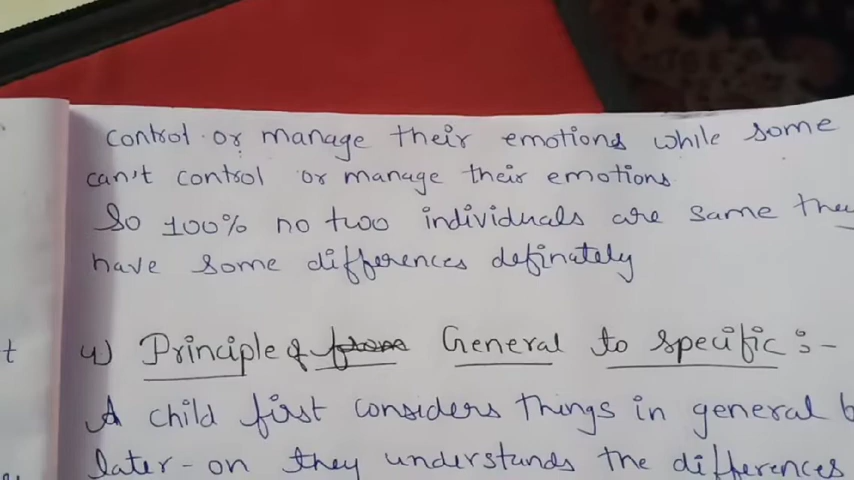 control or manage their emotions while some
can't control or manage their emotions
So 100% no two individuals are same they
have some differences definately
4) Principle of from General to specific :-
A child first considers things in general b
later-on they understands the differences
t